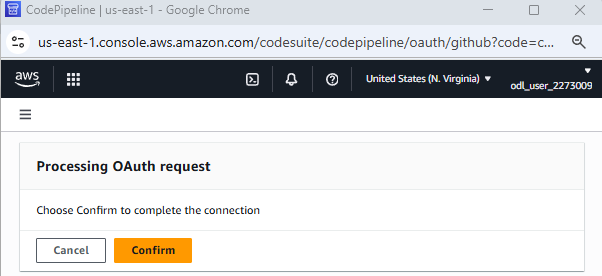 CodePipeline | us-east-1 - Google Chrome
us-east-1.console.aws.amazon.com/codesuite/codepipeline/oauth/github?code=c...
aws
United States (N. Virginia)
odl_user_2273009
Processing OAuth request
Choose Confirm to complete the connection
Cancel
Confirm